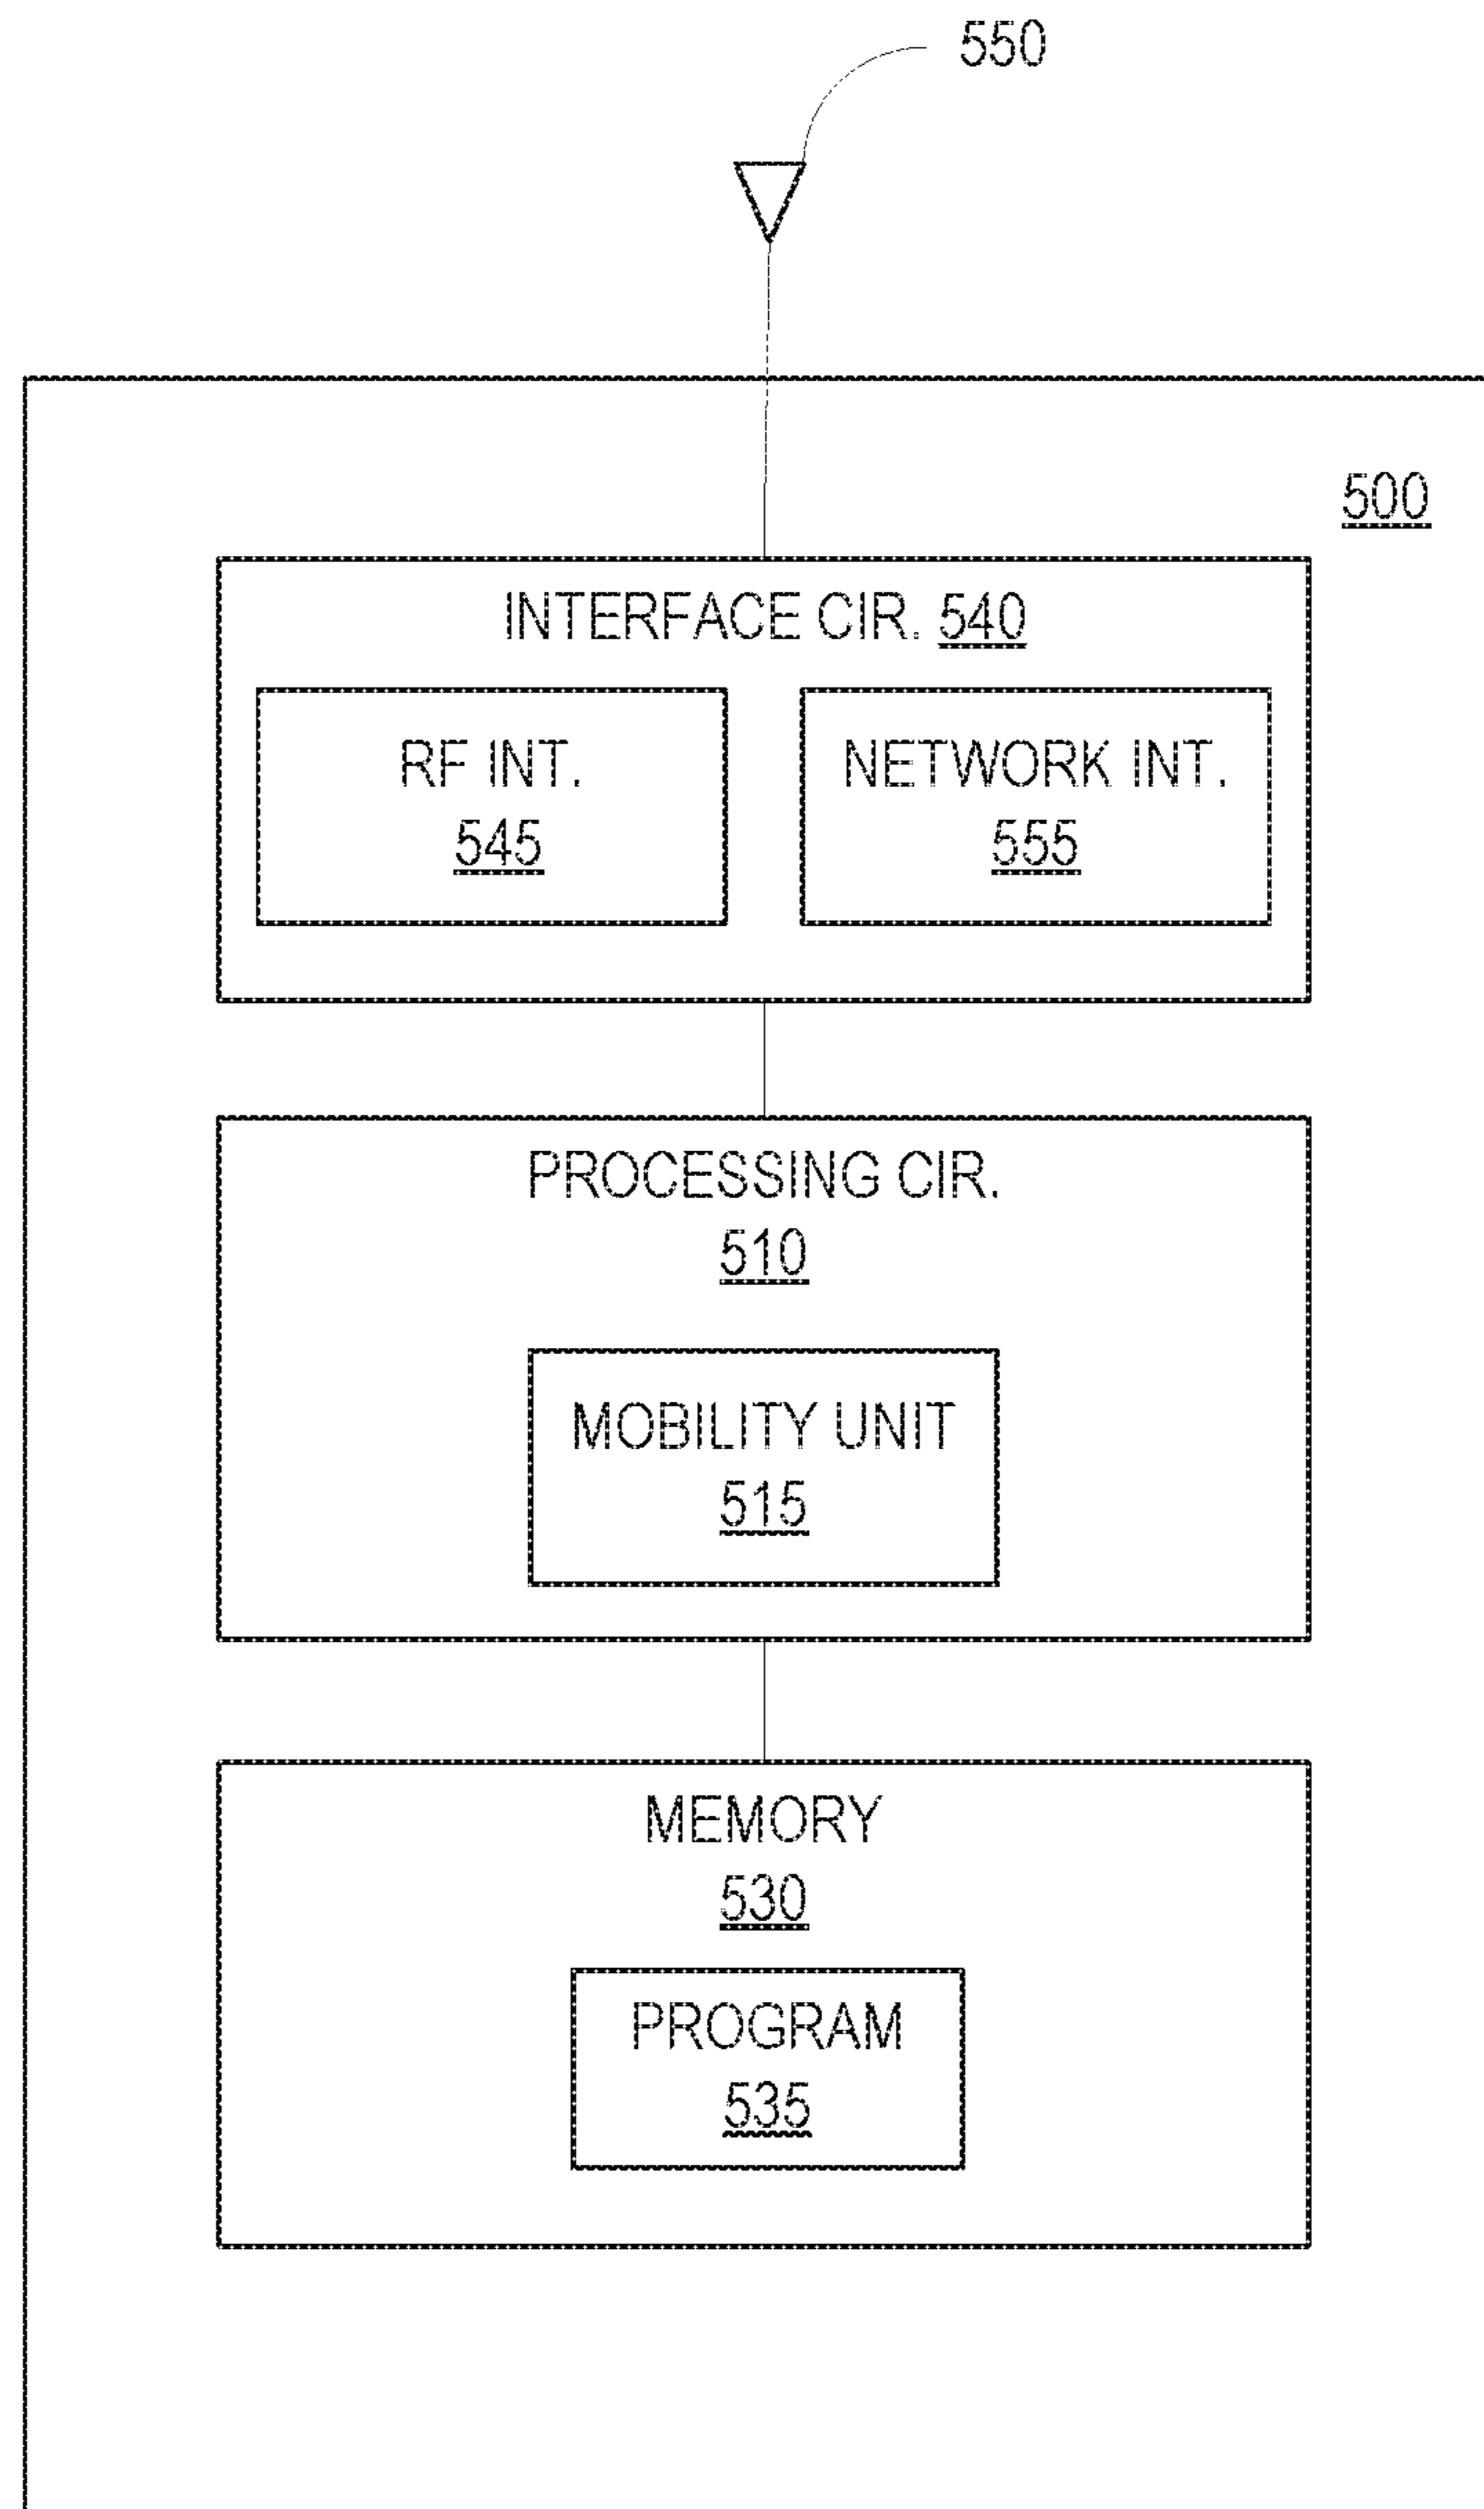 550
500
INTERFACE CIR. 540
RF INT.
545
NETWORK INT.
555
PROCESSING CIR.
510
MOBILITY UNIT
515
MEMORY
530
PROGRAM
535